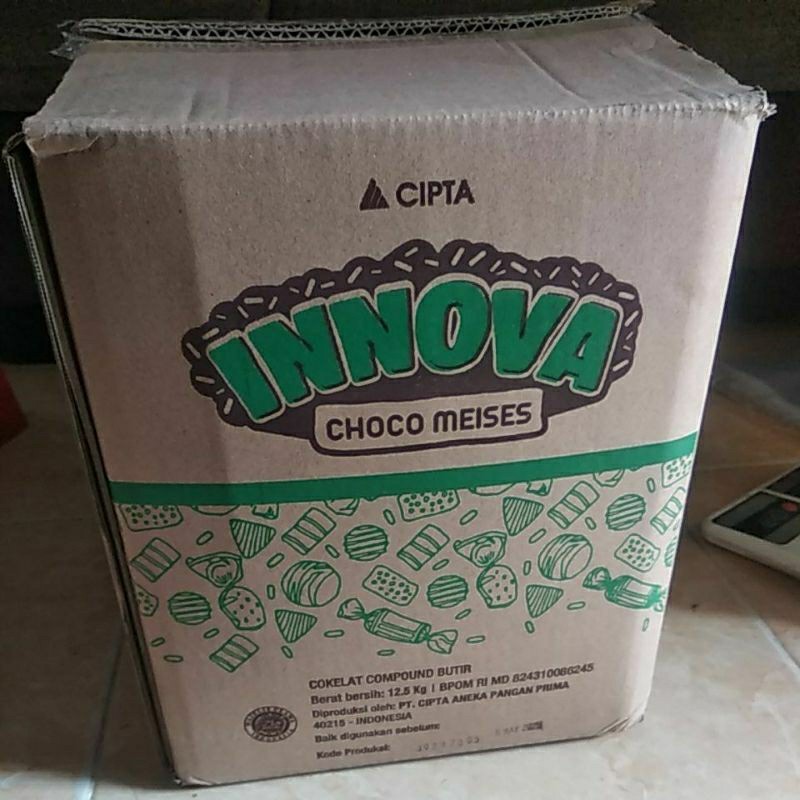 CIPTA
INNOVA
CHOCO MEISES
COKELAT COMPOUND BUTIR
Berat bersih: 12.5 Kg | BPOM RI MD 824310086245
Diproduksi oleh: PT. CIPTA ANEKA PANGAN PRIMA
40215 - INDONESIA
Baik digunakan sebelum:
Kode Produksi: